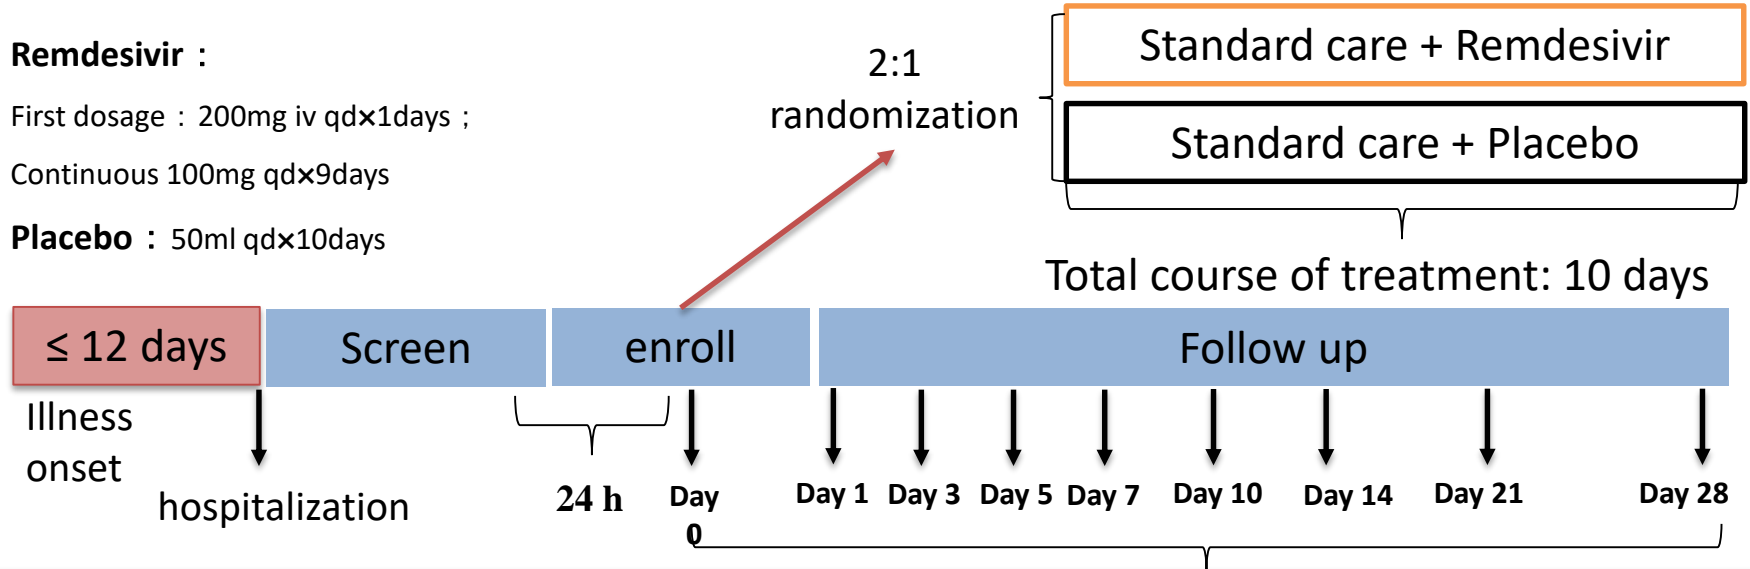 Remdesivir：
First dosage：200mg iv qd×1days；
Continuous 100mg qd×9days
Placebo：50ml qd×10days
2:1
randomization
Standard care + Remdesivir
Standard care + Placebo
Total course of treatment: 10 days
≤ 12 days
Screen
enroll
Follow up
Illness
onset
hospitalization
24 h
Day
0
Day 1
Day 3
Day 5
Day 7
Day 10
Day 14
Day 21
Day 28